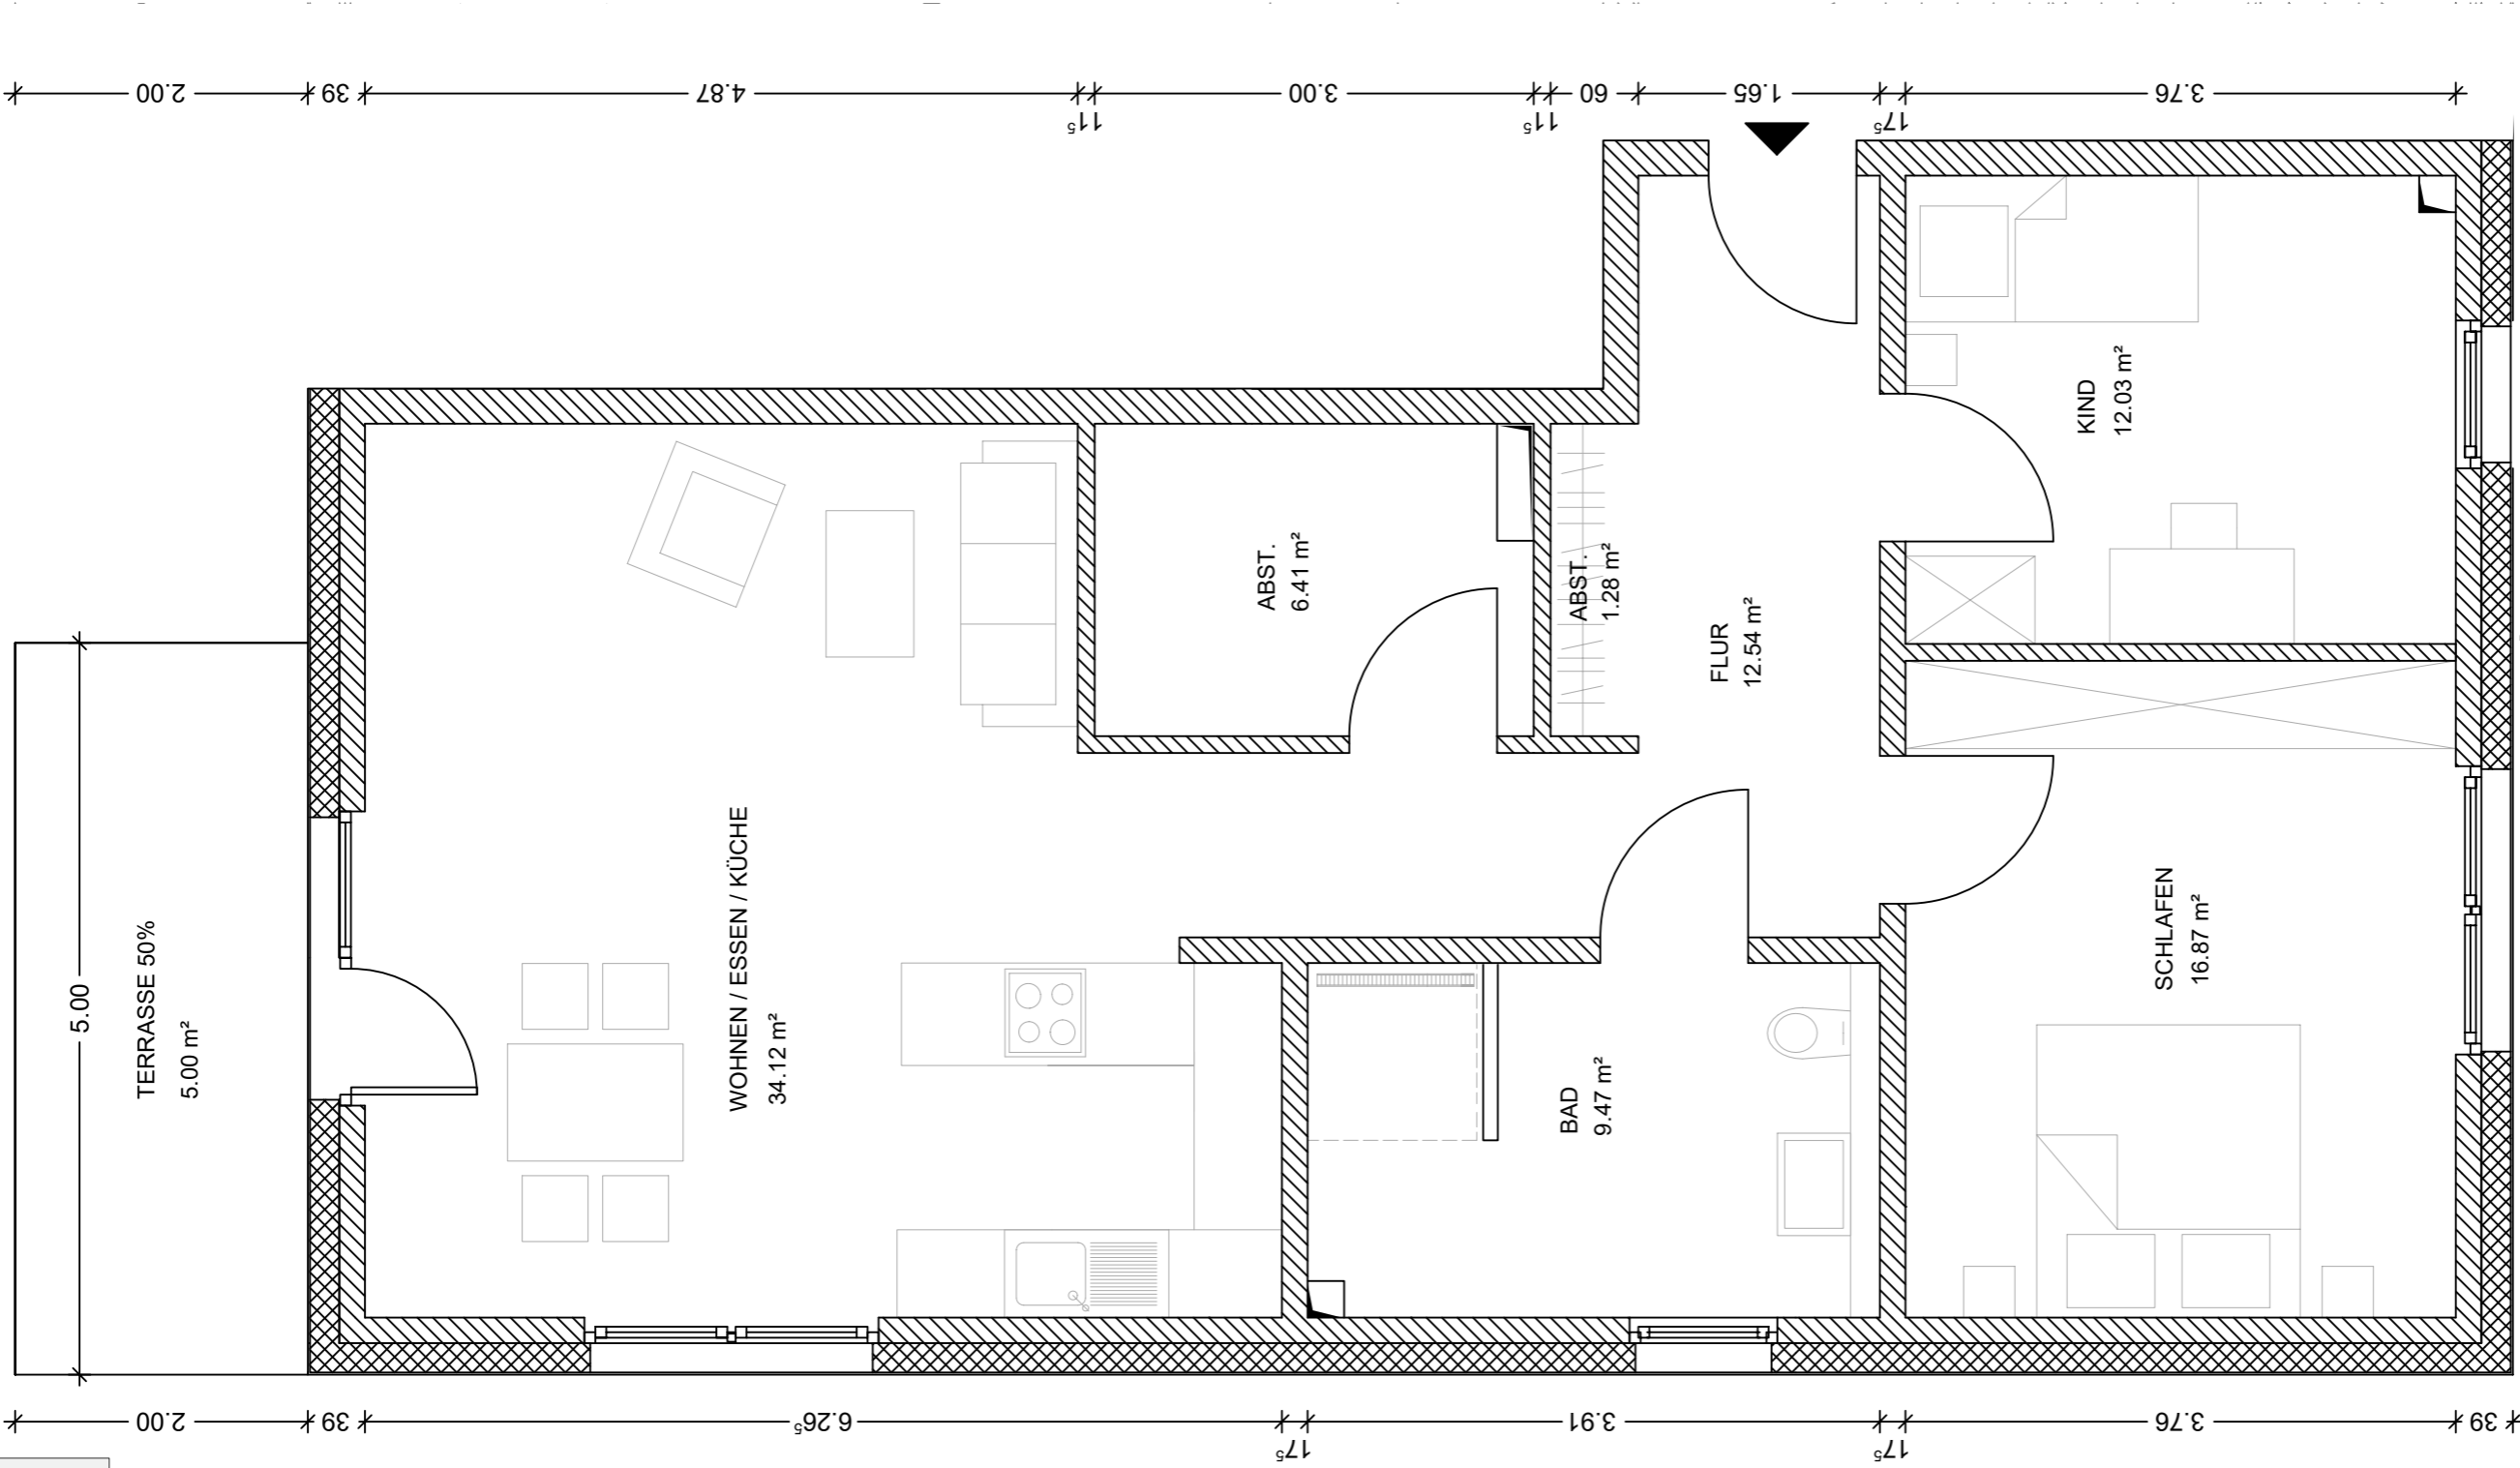 2.00
39
4.87
11⁵
3.00
11⁵
60
1.65
17⁵
3.76
5.00
TERRASSE 50%
5.00 m²
WOHNEN / ESSEN / KÜCHE
34.12 m²
ABST.
6.41 m²
ABST.
1.28 m²
FLUR
12.54 m²
KIND
12.03 m²
BAD
9.47 m²
SCHLAFEN
16.87 m²
2.00
39
6.26⁵
17⁵
3.91
17⁵
3.76
39